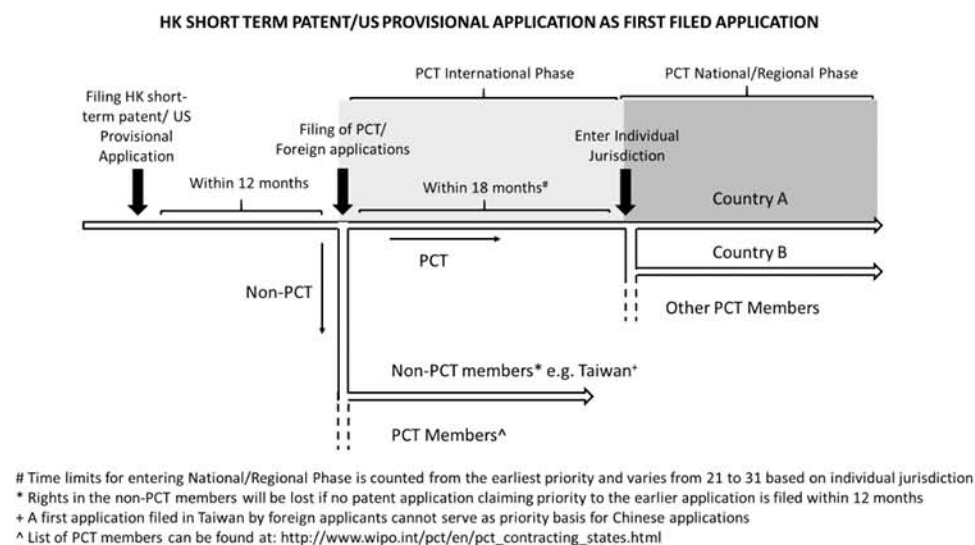 HK SHORT TERM PATENT/US PROVISIONAL APPLICATION AS FIRST FILED APPLICATION
PCT International Phase
PCT National/Regional Phase
Filing HK short-
term patent/ US
Provisional
Application
Filing of PCT/
Foreign applications
Enter Individual
Jurisdiction
Within 12 months
Within 18 months#
Country A
PCT
Country B
Non-PCT
Other PCT Members
Non-PCT members* e.g. Taiwan+
PCT Members^
# Time limits for entering National/Regional Phase is counted from the earliest priority and varies from 21 to 31 based on individual jurisdiction
* Rights in the non-PCT members will be lost if no patent application claiming priority to the earlier application is filed within 12 months
+ A first application filed in Taiwan by foreign applicants cannot serve as priority basis for Chinese applications
^ List of PCT members can be found at: http://www.wipo.int/pct/en/pct_contracting_states.html